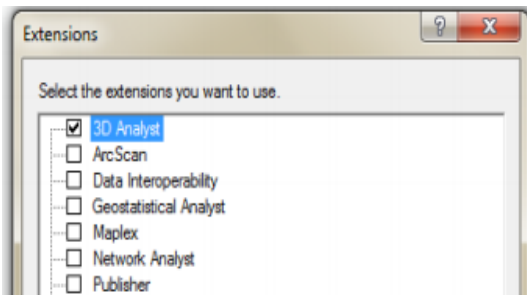 Extensions
Select the extensions you want to use.
3D Analyst
ArcScan
Data Interoperability
Geostatistical Analyst
Maplex
Network Analyst
Publisher